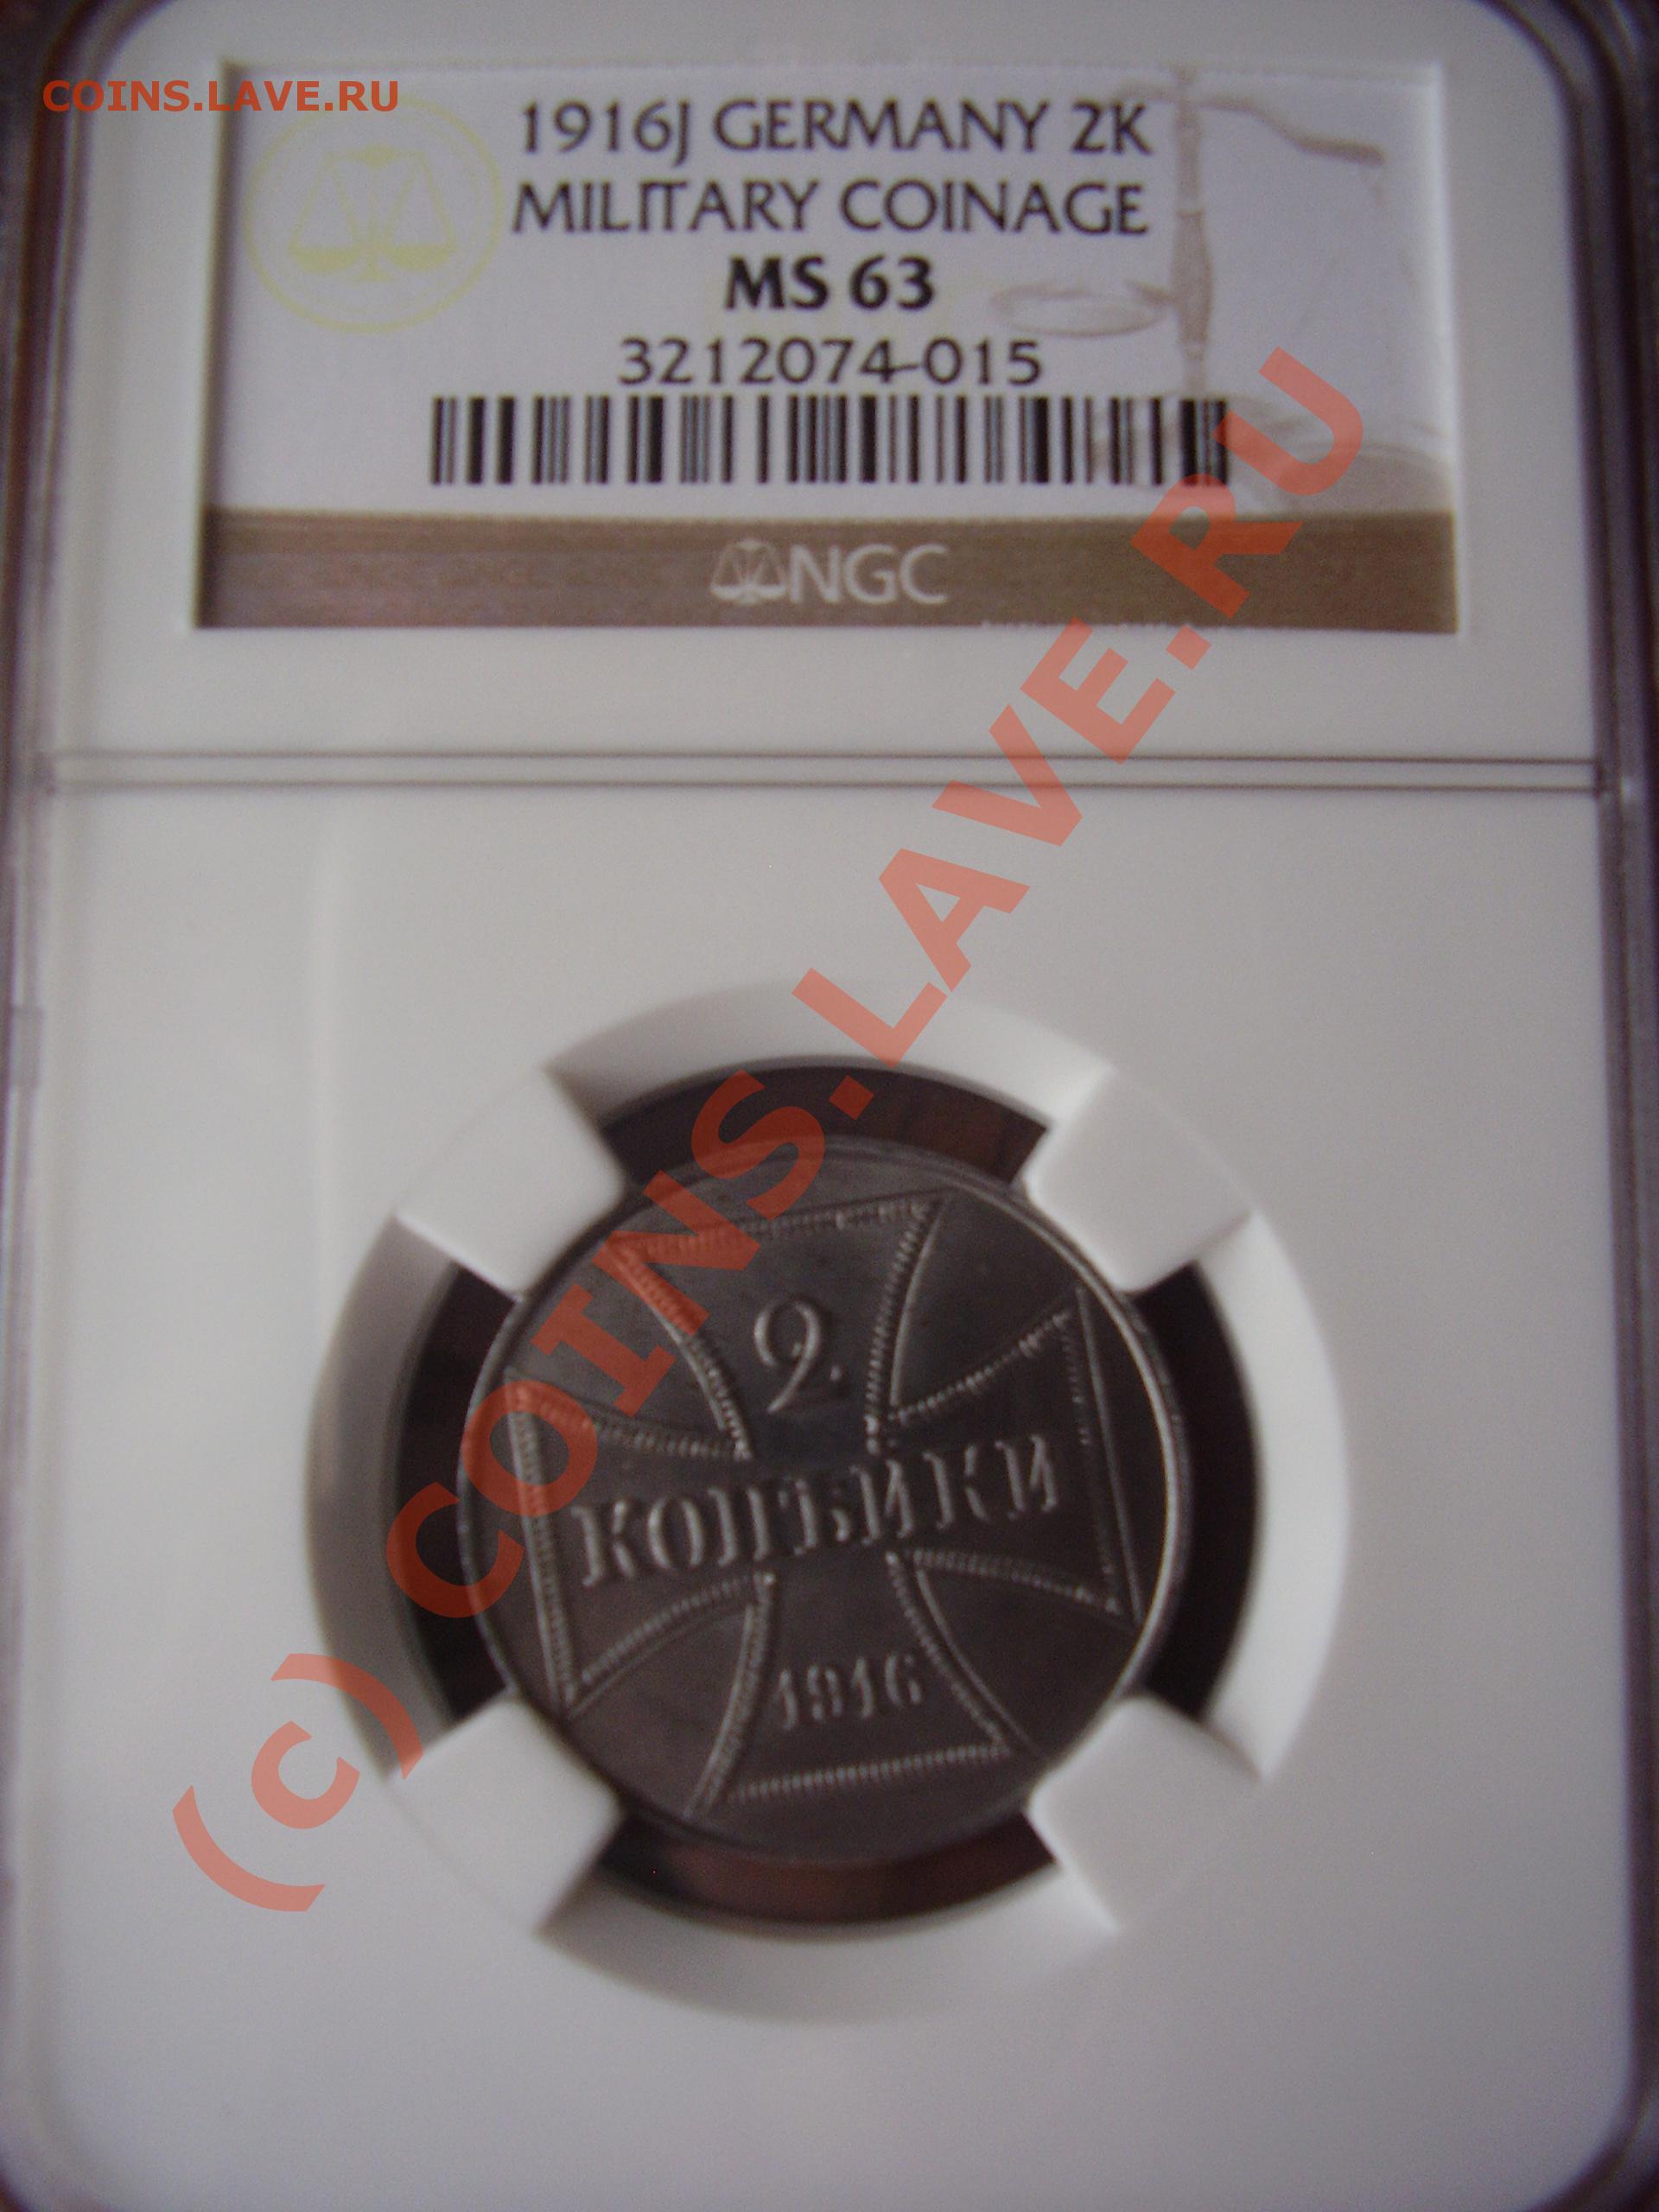 COINS.LAVE.RU
1916J GERMANY 2K
MILITARY COINAGE
MS 63
3212074-015
NGC
(c) COINS.LAVE.RU
2
КОПѢЙКИ
1916